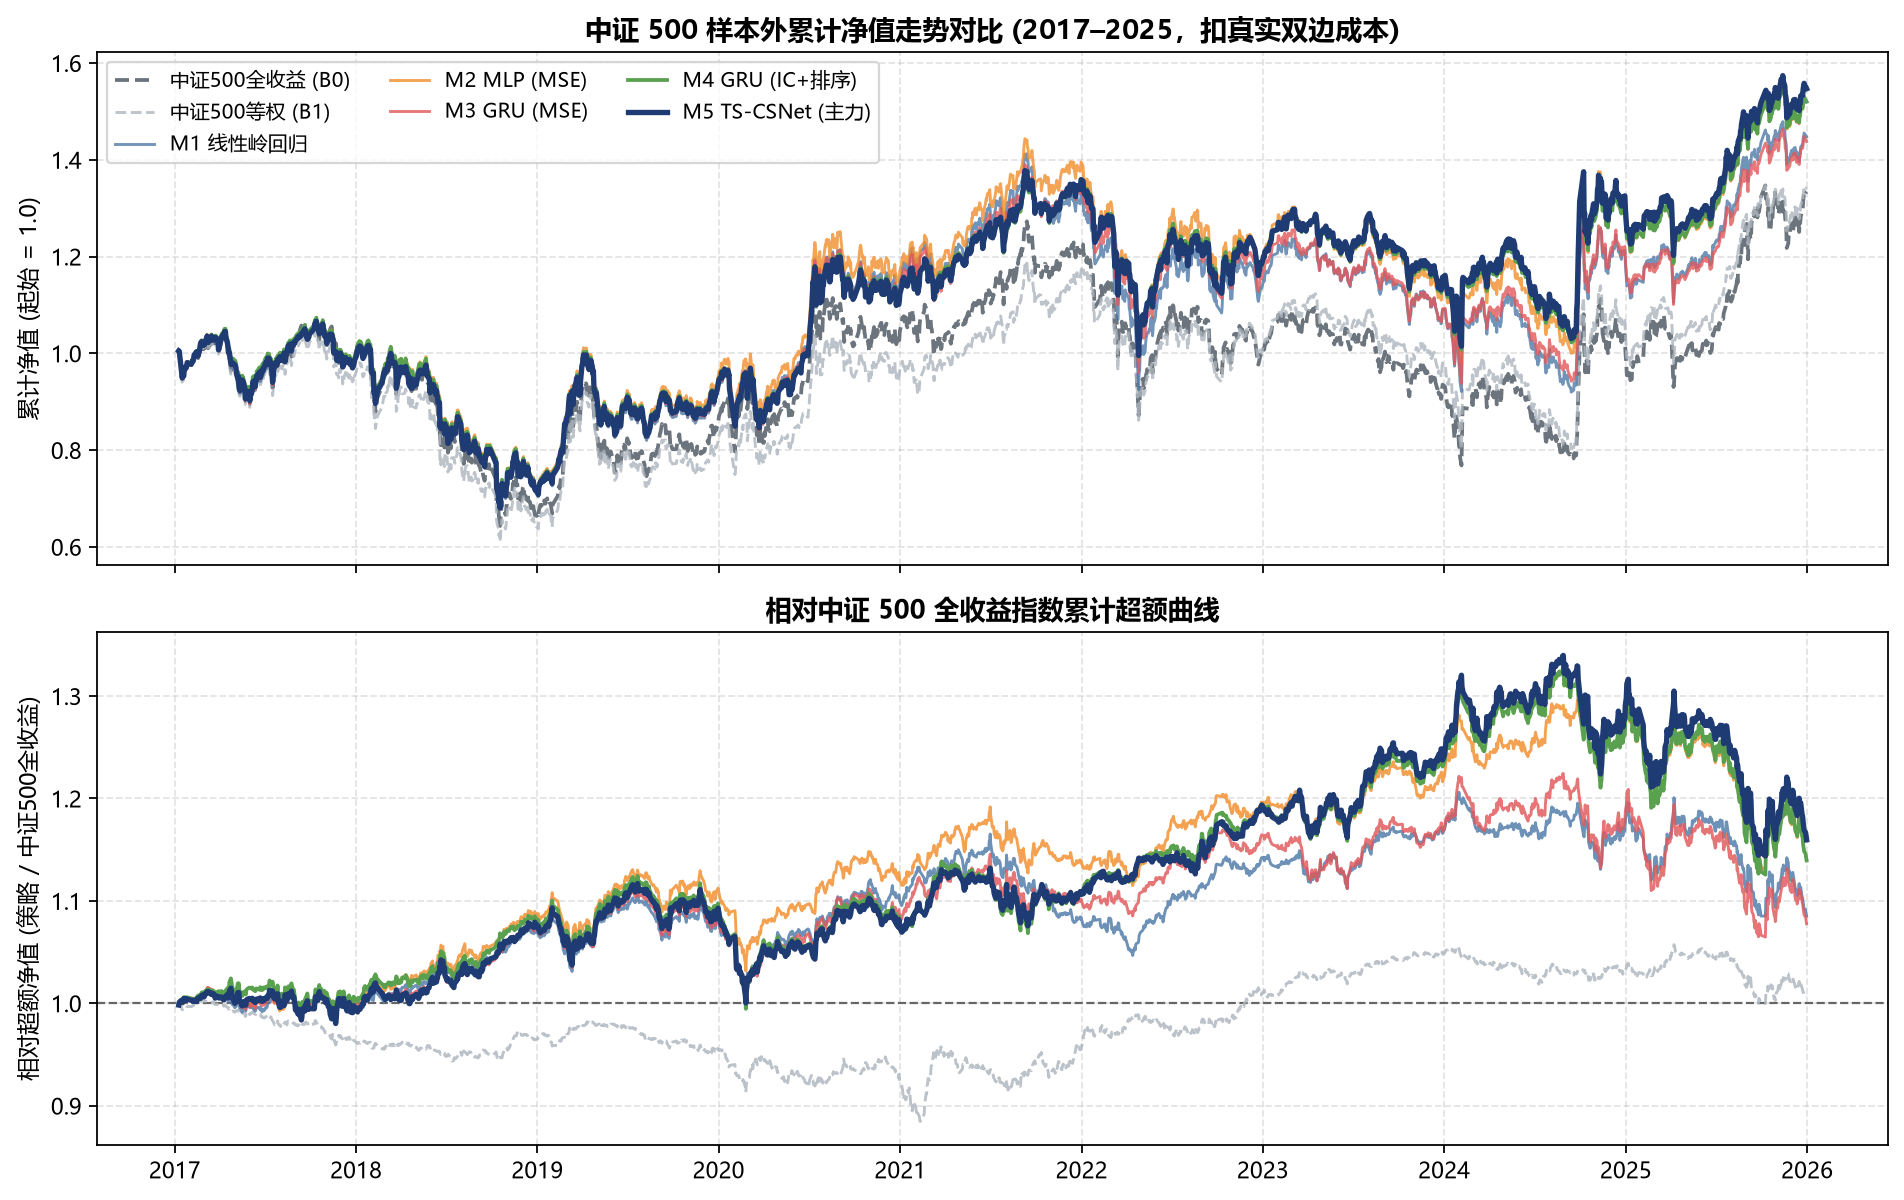 中证 500 样本外累计净值走势对比 (2017–2025，扣真实双边成本)
累计净值 (起始 = 1.0)
1.6
1.4
1.2
1.0
0.8
0.6
中证500全收益 (B0)
中证500等权 (B1)
M1 线性岭回归
M2 MLP (MSE)
M3 GRU (MSE)
M4 GRU (IC+排序)
M5 TS-CSNet (主力)
相对中证 500 全收益指数累计超额曲线
相对超额净值 (策略 / 中证500全收益)
1.3
1.2
1.1
1.0
0.9
2017
2018
2019
2020
2021
2022
2023
2024
2025
2026